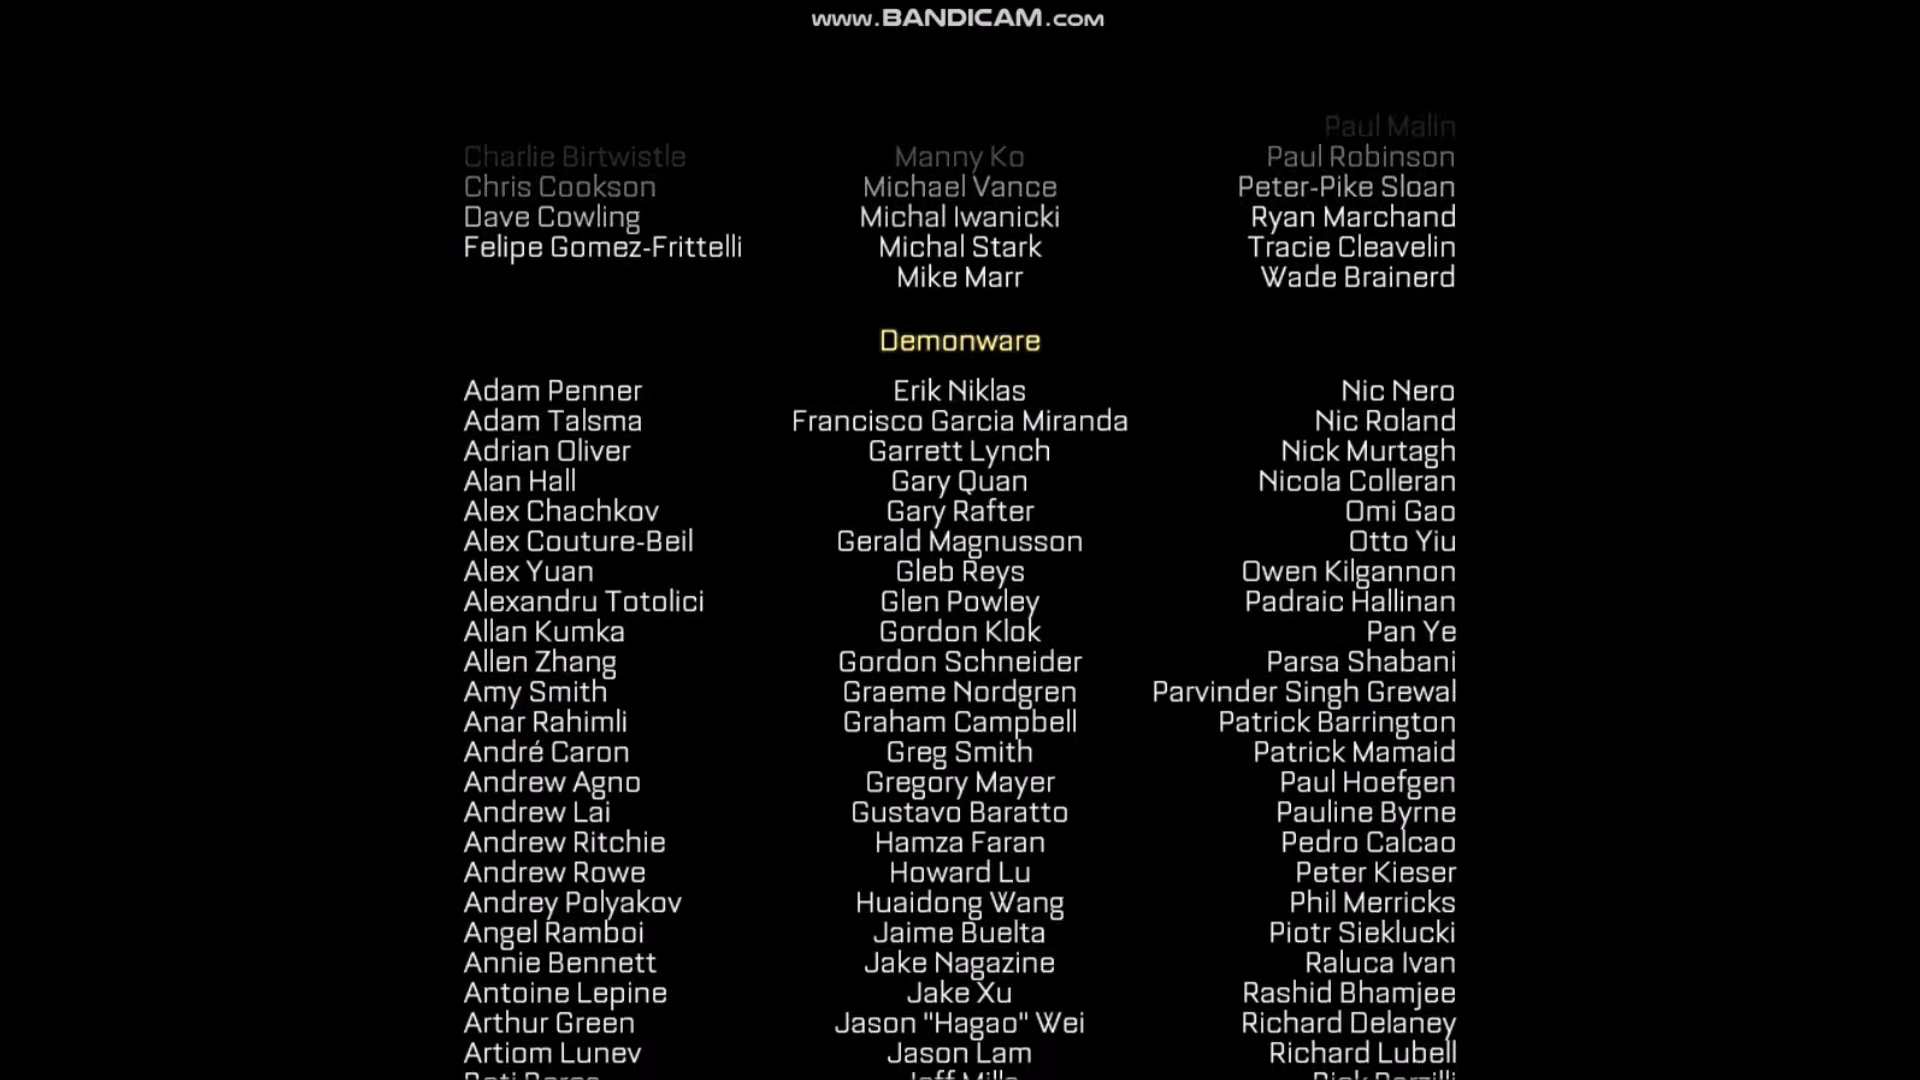 www.BANDICAM.com
Paul Malin
Charlie Birtwistle Manny Ko Paul Robinson
Chris Cookson Michael Vance Peter-Pike Sloan
Dave Cowling Michal Iwanicki Ryan Marchand
Felipe Gomez-Frittelli Michal Stark Tracie Cleavelin
Mike Marr Wade Brainerd
Demonware
Adam Penner Erik Niklas Nic Nero
Adam Talsma Francisco Garcia Miranda Nic Roland
Adrian Oliver Garrett Lynch Nick Murtagh
Alan Hall Gary Quan Nicola Colleran
Alex Chachkov Gary Rafter Omi Gao
Alex Couture-Beil Gerald Magnusson Otto Yiu
Alex Yuan Gleb Reys Owen Kilgannon
Alexandru Totolici Glen Powley Padraic Hallinan
Allan Kumka Gordon Klok Pan Ye
Allen Zhang Gordon Schneider Parsa Shabani
Amy Smith Graeme Nordgren Parvinder Singh Grewal
Anar Rahimli Graham Campbell Patrick Barrington
André Caron Greg Smith Patrick Mamaid
Andrew Agno Gregory Mayer Paul Hoefgen
Andrew Lai Gustavo Baratto Pauline Byrne
Andrew Ritchie Hamza Faran Pedro Calcao
Andrew Rowe Howard Lu Peter Kieser
Andrey Polyakov Huaidong Wang Phil Merricks
Angel Ramboi Jaime Buelta Piotr Sieklucki
Annie Bennett Jake Nagazine Raluca Ivan
Antoine Lepine Jake Xu Rashid Bhamjee
Arthur Green Jason "Hagao" Wei Richard Delaney
Artiom Lunev Jason Lam Richard Lubell